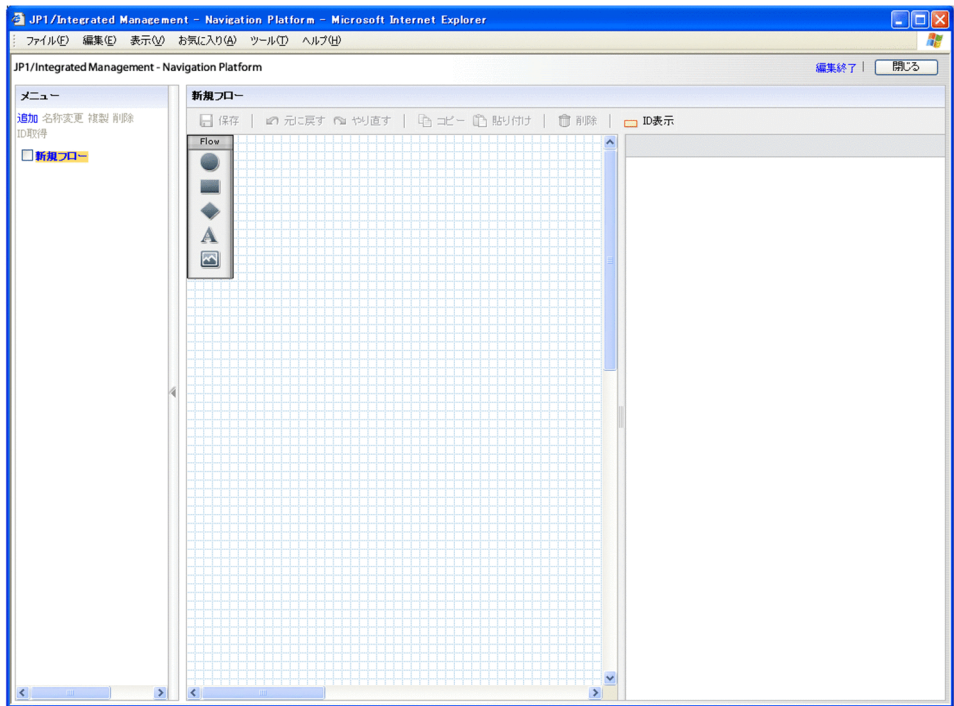 JP1/Integrated Management - Navigation Platform - Microsoft Internet Explorer
ファイル(F) 編集(E) 表示(V) お気に入り(A) ツール(T) ヘルプ(H)
JP1/Integrated Management - Navigation Platform
編集終了 | 閉じる
メニュー
新規フロー
追加 名称変更 複製 削除
ID取得
保存 | 元に戻す やり直す | コピー 貼り付け | 削除 | ID表示
Flow
A
新規フロー